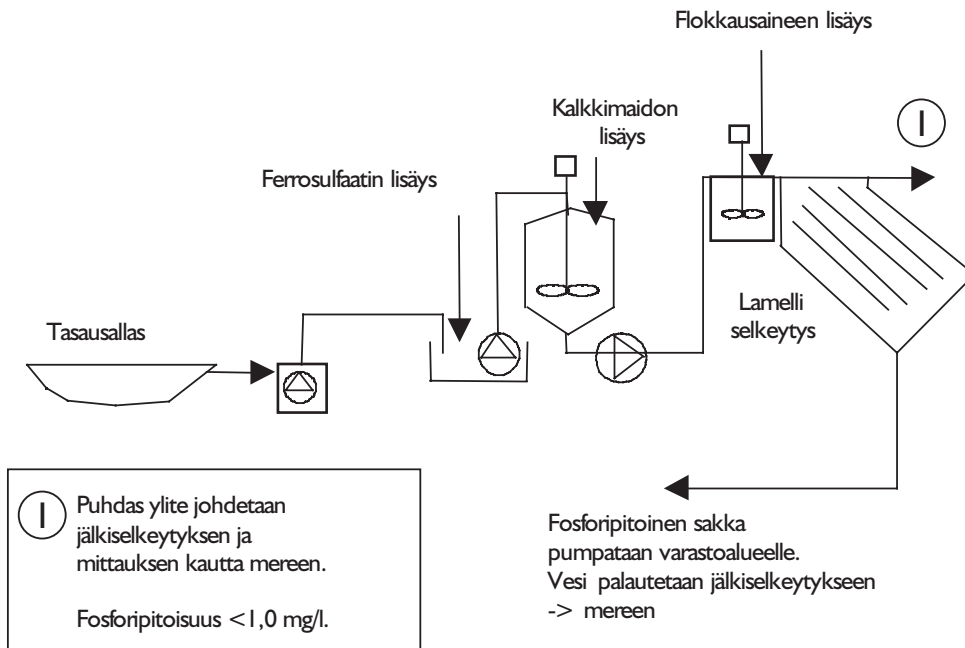 Flokkausaineen lisäys
Kalkkimaidon
lisäys
I
Ferrosulfaatin lisäys
Tasausallas
Lamelli
selkeytys
I
Puhdas ylite johdetaan
jälkiselkeytyksen ja
mittauksen kautta mereen.
Fosforipitoisuus <1,0 mg/l.
Fosforipitoinen sakka
pumpataan varastoalueelle.
Vesi palautetaan jälkiselkeytykseen
-> mereen